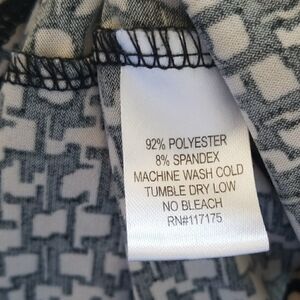 92% POLYESTER
8% SPANDEX
MACHINE WASH COLD
TUMBLE DRY LOW
NO BLEACH
RN#117175